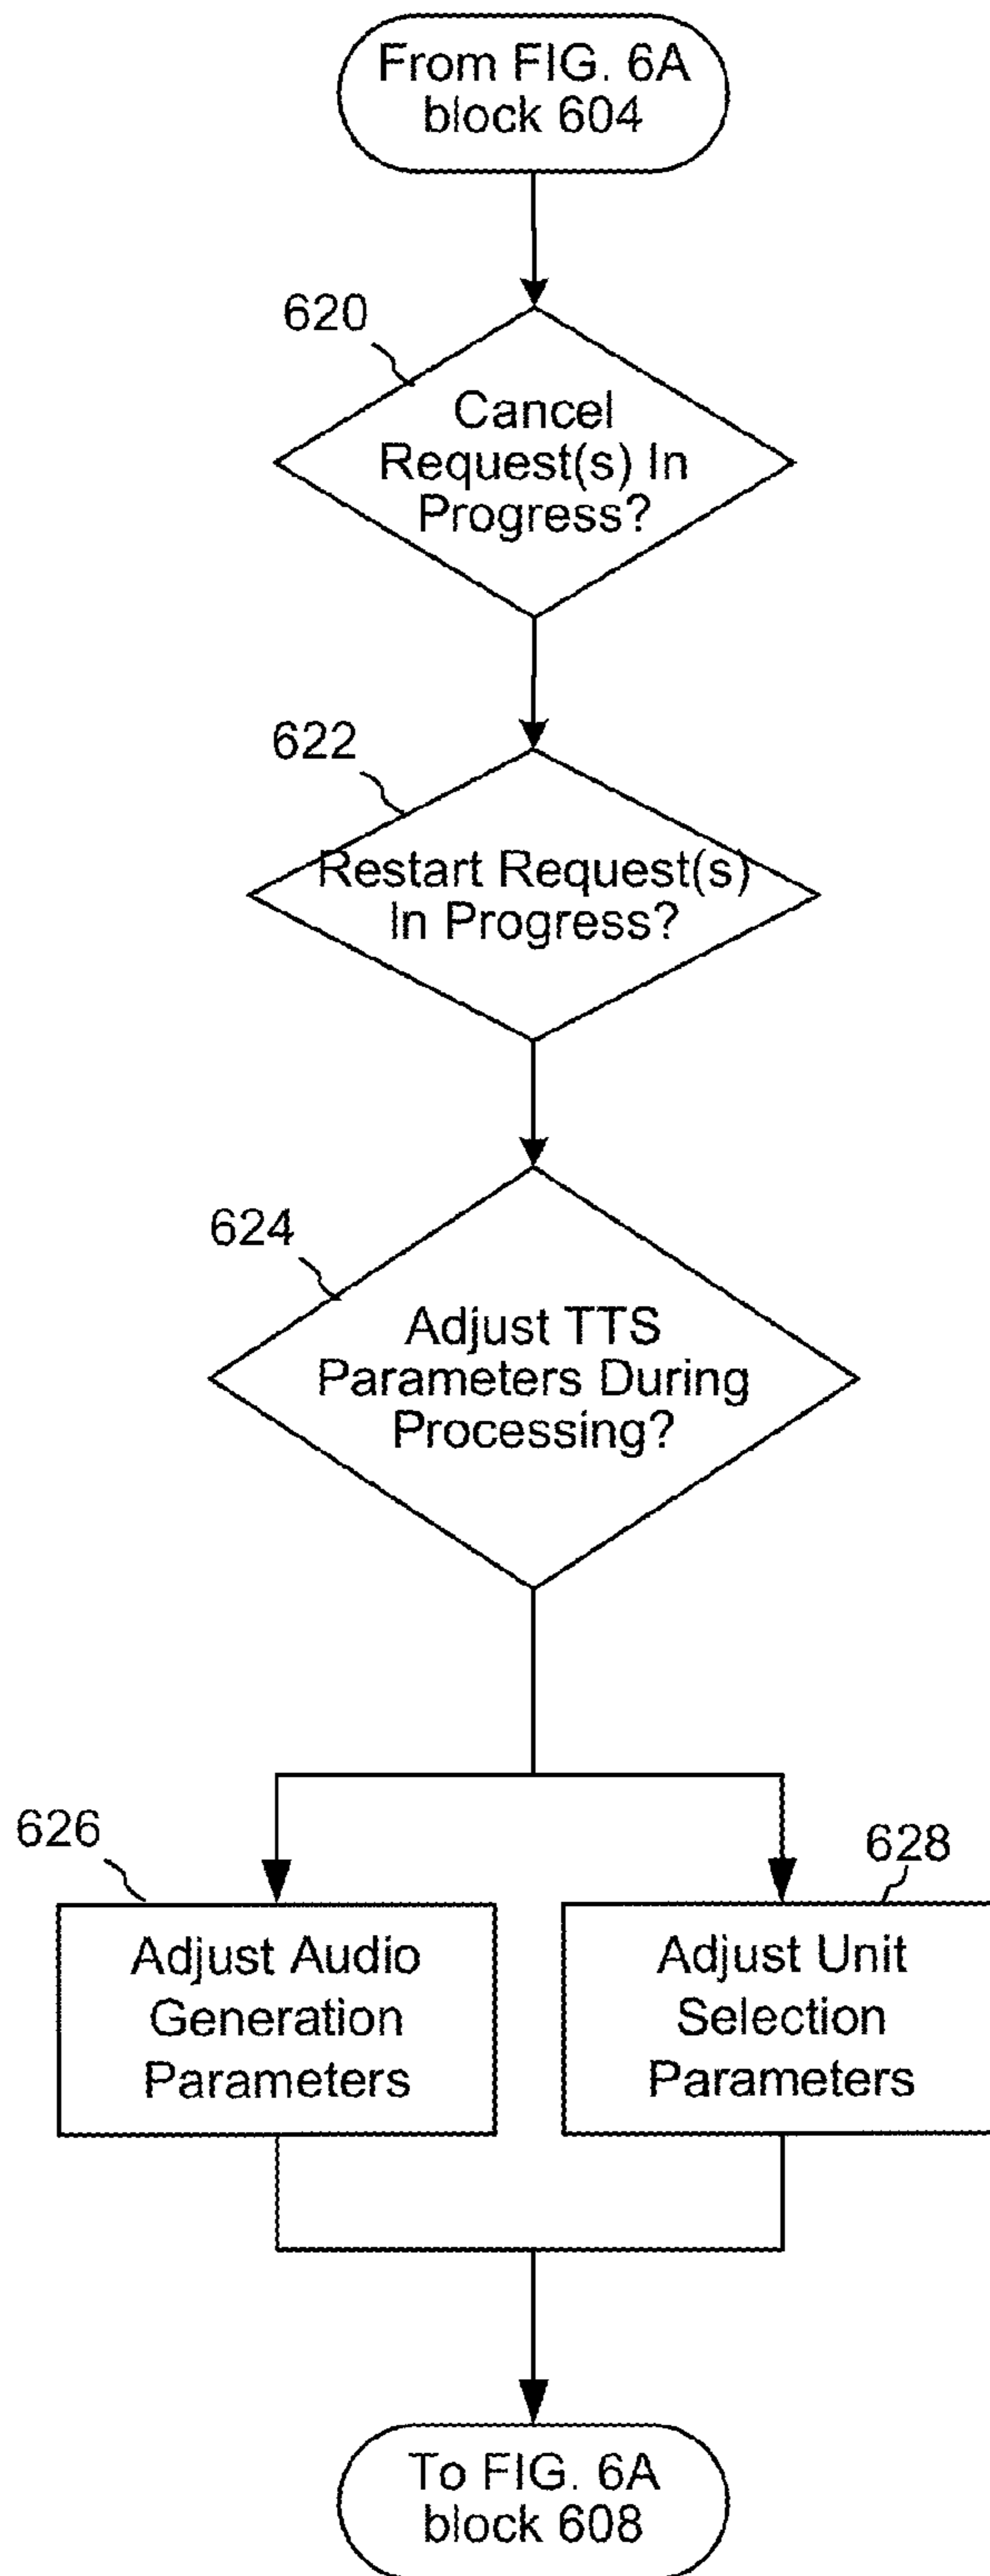 From FIG. 6A
block 604
620
Cancel
Request(s) In
Progress?
622
Restart Request(s)
In Progress?
624
Adjust TTS
Parameters During
Processing?
626
628
Adjust Audio
Generation
Parameters
Adjust Unit
Selection
Parameters
To FIG. 6A
block 608